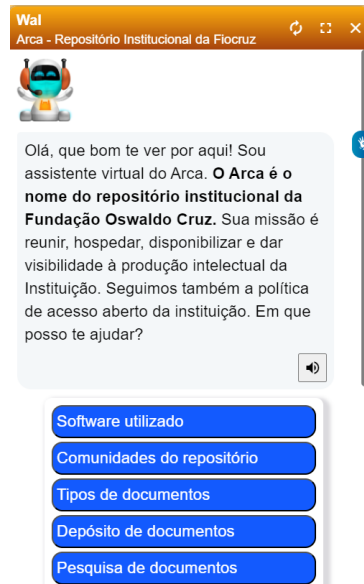 Wal
Arca - Repositório Institucional da Fiocruz
Olá, que bom te ver por aqui! Sou
assistente virtual do Arca. O Arca é o
nome do repositório institucional da
Fundação Oswaldo Cruz. Sua missão é
reunir, hospedar, disponibilizar e dar
visibilidade à produção intelectual da
Instituição. Seguimos também a política
de acesso aberto da instituição. Em que
posso te ajudar?
Software utilizado
Comunidades do repositório
Tipos de documentos
Depósito de documentos
Pesquisa de documentos